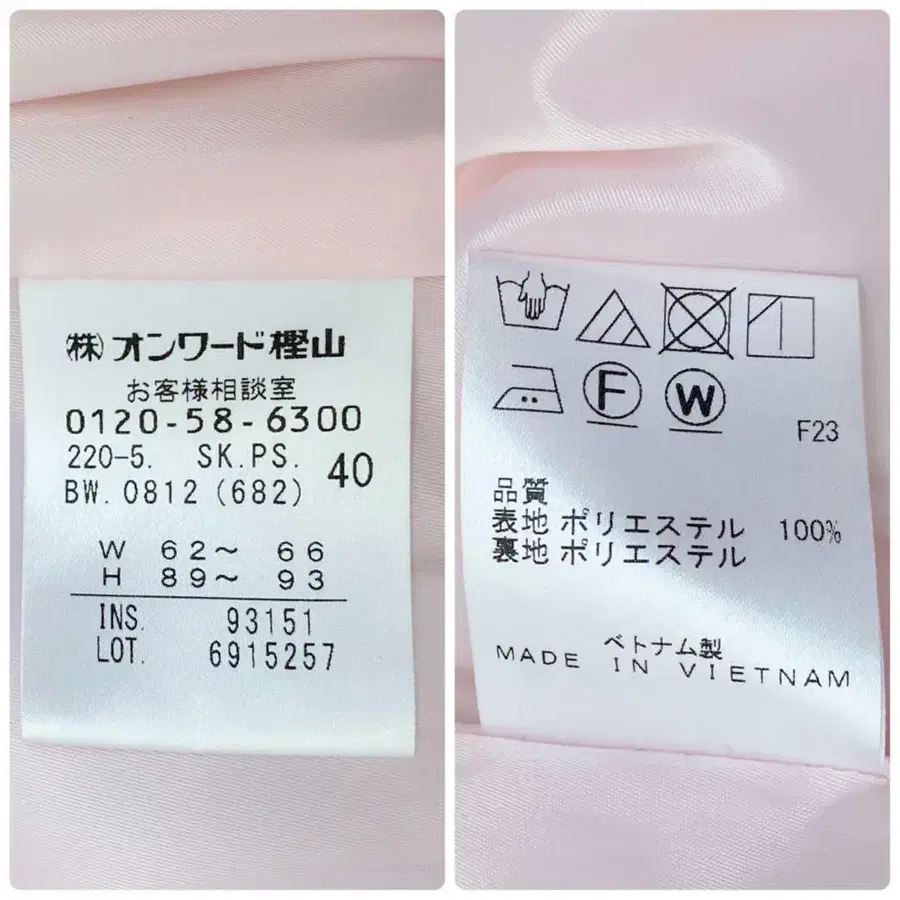 ㈱オンワード樫山
お客様相談室
0120-58-6300
220-5. SK.PS. 40
BW. 0812 (682)
W 62～ 66
H 89～ 93
INS. 93151
LOT. 6915257
F W
F23
品質
表地 ポリエステル 100%
裏地 ポリエステル
ベトナム製
MADE IN VIETNAM